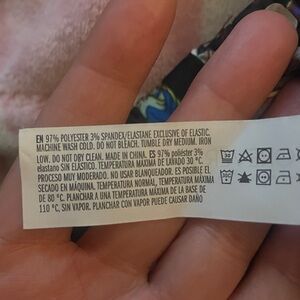 EN 97% POLYESTER 3% SPANDEX/ELASTANE EXCLUSIVE OF ELASTIC.
MACHINE WASH COLD. DO NOT BLEACH. TUMBLE DRY MEDIUM. IRON
LOW. DO NOT DRY CLEAN. MADE IN CHINA. ES 97% poliéster 3%
elastano SIN ELASTICO. TEMPERATURA MÁXIMA DE LAVADO 30 °C.
PROCESO MUY MODERADO. NO USAR BLANQUEADOR. ES POSIBLE EL
SECADO EN MÁQUINA. TEMPERATURA NORMAL, TEMPERATURA MÁXIMA
DE 80 °C. PLANCHAR A UNA TEMPERATURA MÁXIMA DE LA BASE DE
110 °C, SIN VAPOR. PLANCHAR CON VAPOR PUEDE CAUSAR DAÑO